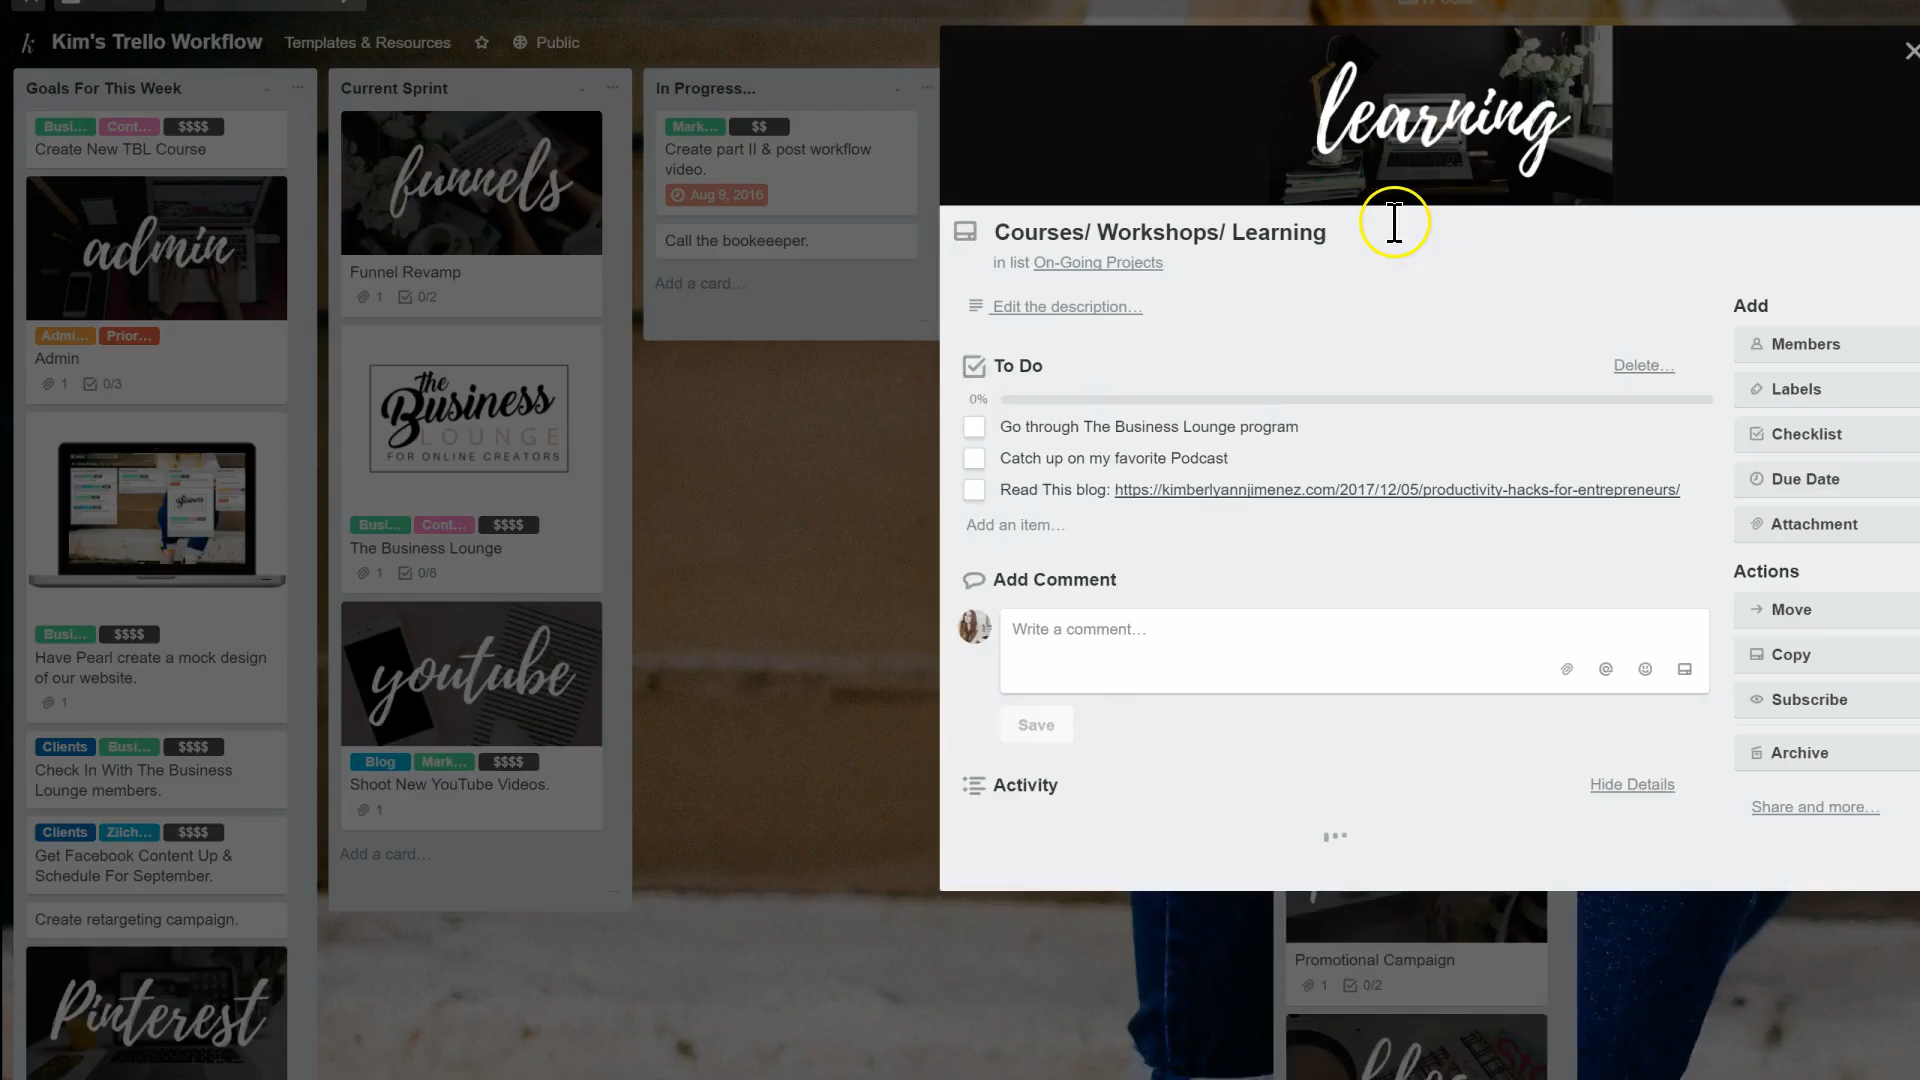 Kim's Trello Workflow
Templates & Resources
Public
Goals For This Week
Busi... Cont... $$$$
Create New TBL Course
admin
Admi... Prior...
Admin
1 0/3
Busi... $$$$
Have Pearl create a mock design
of our website.
1
Clients Busi... $$$$
Check In With The Business
Lounge members.
Clients Zilch... $$$$
Get Facebook Content Up &
Schedule For September.
Create retargeting campaign.
Pinterest
Current Sprint
funnels
Funnel Revamp
1 0/2
the
Business
LOUNGE
FOR ONLINE CREATORS
Busi... Cont... $$$$
The Business Lounge
1 0/8
youtube
Blog Mark... $$$$
Shoot New YouTube Videos.
1
Add a card...
In Progress...
Mark... $$
Create part II & post workflow
video.
Aug 9, 2016
Call the bookeeeper.
Add a card...
learning
Courses/ Workshops/ Learning
in list On-Going Projects
Edit the description...
To Do
Delete...
0%
Go through The Business Lounge program
Catch up on my favorite Podcast
Read This blog: https://kimberlyannjimenez.com/2017/12/05/productivity-hacks-for-entrepreneurs/
Add an item...
Add Comment
Write a comment...
Save
Activity
Hide Details
Add
Members
Labels
Checklist
Due Date
Attachment
Actions
Move
Copy
Subscribe
Archive
Share and more...
Promotional Campaign
1 0/2